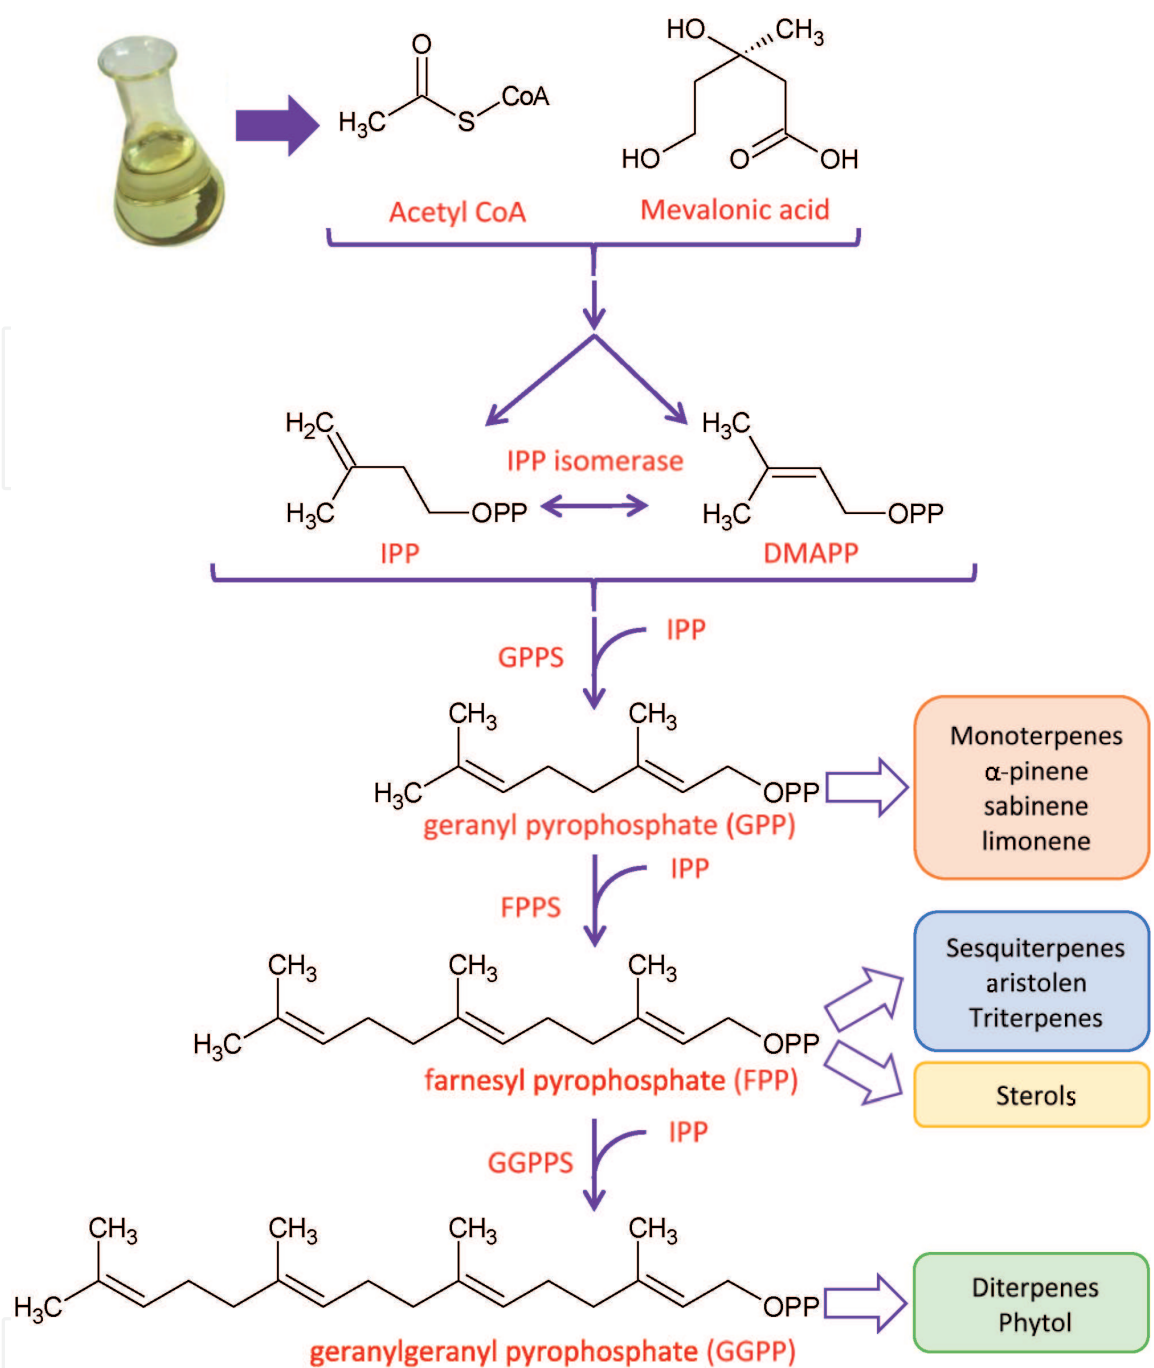 O
CoA
H₃C
S
HO
CH₃
HO
O
OH
Acetyl CoA
Mevalonic acid
H₂C
H₃C
OPP
IPP
IPP isomerase
H₃C
H₃C
OPP
DMAPP
IPP
GPPS
CH₃
CH₃
H₃C
OPP
geranyl pyrophosphate (GPP)
Monoterpenes
α-pinene
sabinene
limonene
IPP
FPPS
CH₃
CH₃
CH₃
H₃C
OPP
farnesyl pyrophosphate (FPP)
Sesquiterpenes
aristolen
Triterpenes
Sterols
IPP
GGPPS
CH₃
CH₃
CH₃
CH₃
H₃C
OPP
geranylgeranyl pyrophosphate (GGPP)
Diterpenes
Phytol